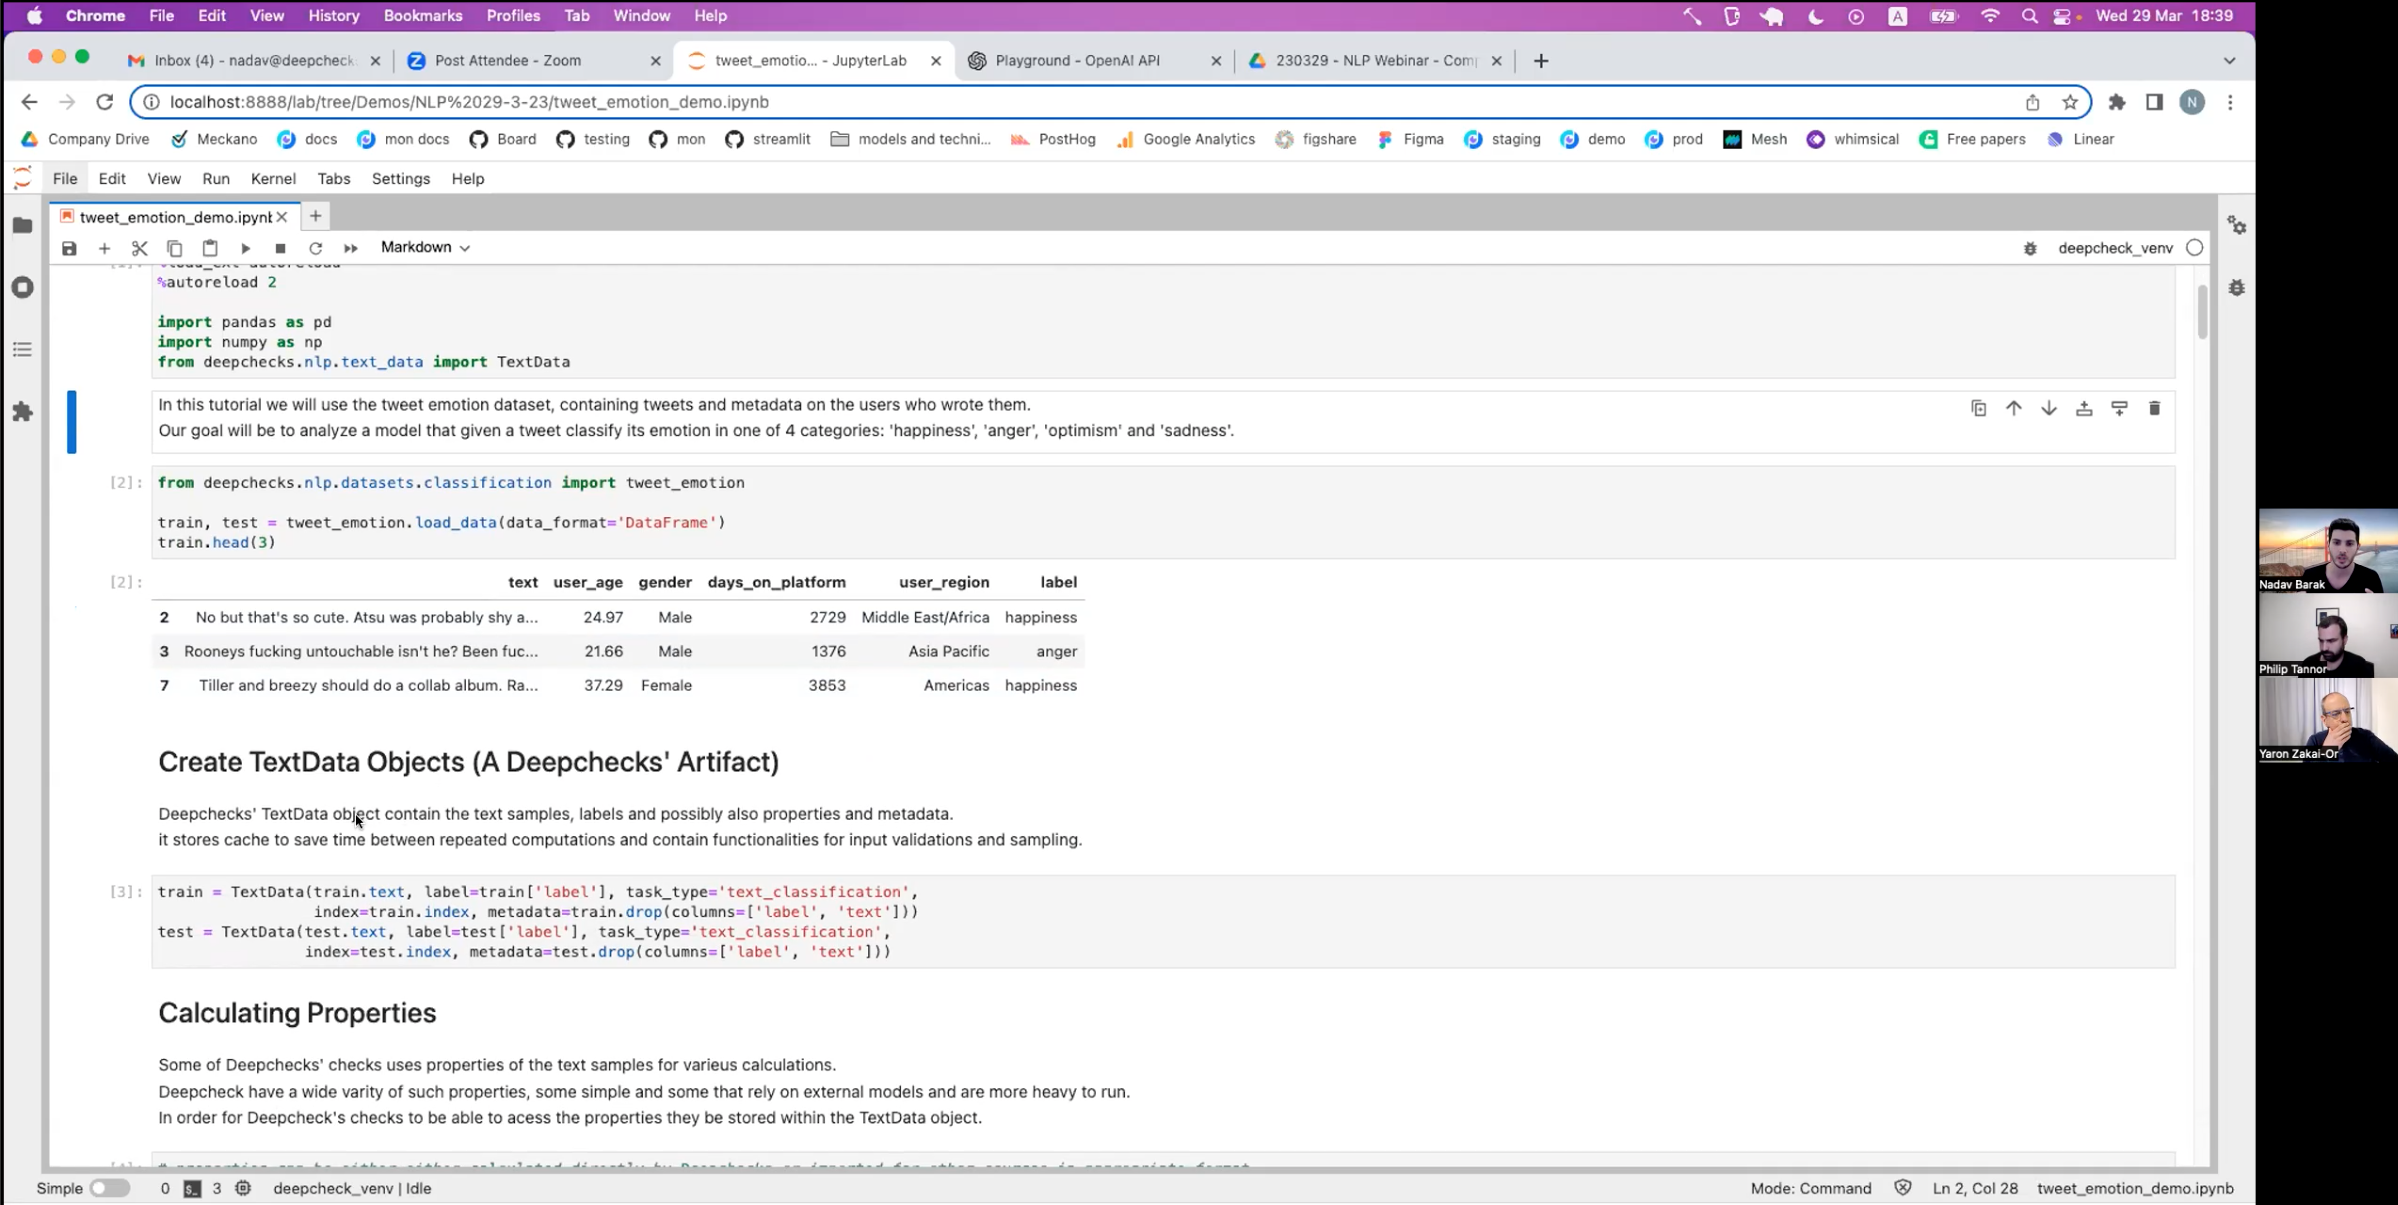 Chrome File Edit View History Bookmarks Profiles Tab Window Help A Wed 29 Mar 18:39
Inbox (4) - nadav@deepcheck Post Attendee - Zoom tweet_emotio... - JupyterLab Playground - OpenAI API 230329 - NLP Webinar - Com
localhost:8888/lab/tree/Demos/NLP%2029-3-23/tweet_emotion_demo.ipynb N
Company Drive Meckano docs mon docs Board testing mon streamlit models and techni... PostHog Google Analytics figshare Figma staging demo prod Mesh whimsical Free papers Linear
File Edit View Run Kernel Tabs Settings Help
tweet_emotion_demo.ipynb
Markdown deepcheck_venv
%autoreload 2
import pandas as pd
import numpy as np
from deepchecks.nlp.text_data import TextData
In this tutorial we will use the tweet emotion dataset, containing tweets and metadata on the users who wrote them.
Our goal will be to analyze a model that given a tweet classify its emotion in one of 4 categories: 'happiness', 'anger', 'optimism' and 'sadness'.
[2]: from deepchecks.nlp.datasets.classification import tweet_emotion
train, test = tweet_emotion.load_data(data_format='DataFrame')
train.head(3)
[2]: text user_age gender days_on_platform user_region label
2 No but that's so cute. Atsu was probably shy a... 24.97 Male 2729 Middle East/Africa happiness
3 Rooneys fucking untouchable isn't he? Been fuc... 21.66 Male 1376 Asia Pacific anger
7 Tiller and breezy should do a collab album. Ra... 37.29 Female 3853 Americas happiness
Create TextData Objects (A Deepchecks' Artifact)
Deepchecks' TextData object contain the text samples, labels and possibly also properties and metadata.
it stores cache to save time between repeated computations and contain functionalities for input validations and sampling.
[3]: train = TextData(train.text, label=train['label'], task_type='text_classification',
index=train.index, metadata=train.drop(columns=['label', 'text']))
test = TextData(test.text, label=test['label'], task_type='text_classification',
index=test.index, metadata=test.drop(columns=['label', 'text']))
Calculating Properties
Some of Deepchecks' checks uses properties of the text samples for various calculations.
Deepcheck have a wide varity of such properties, some simple and some that rely on external models and are more heavy to run.
In order for Deepcheck's checks to be able to acess the properties they be stored within the TextData object.
Simple 0 3 deepcheck_venv | Idle Mode: Command Ln 2, Col 28 tweet_emotion_demo.ipynb
Nadav Barak
Philip Tannor
Yaron Zakai-Or